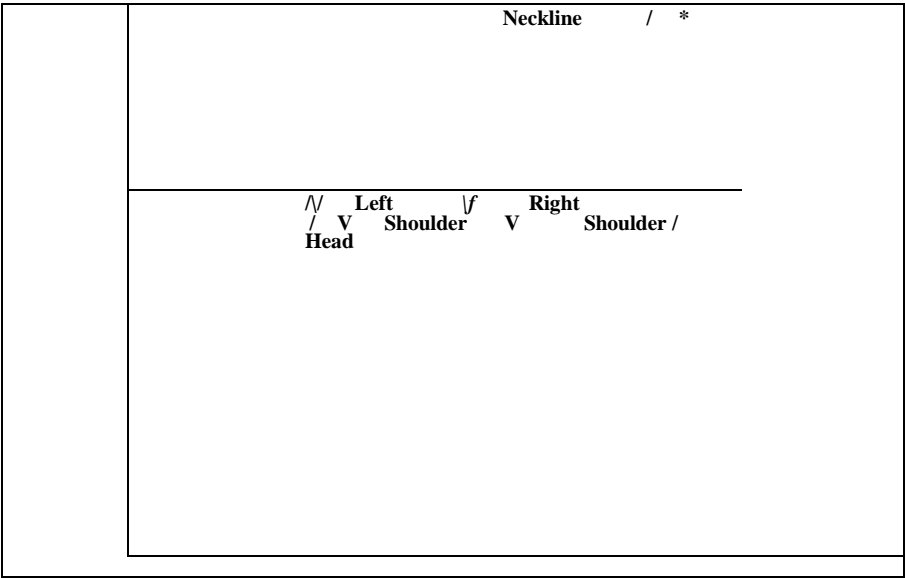 Neckline / *
/\/ Left \f Right
/ V Shoulder V Shoulder /
Head